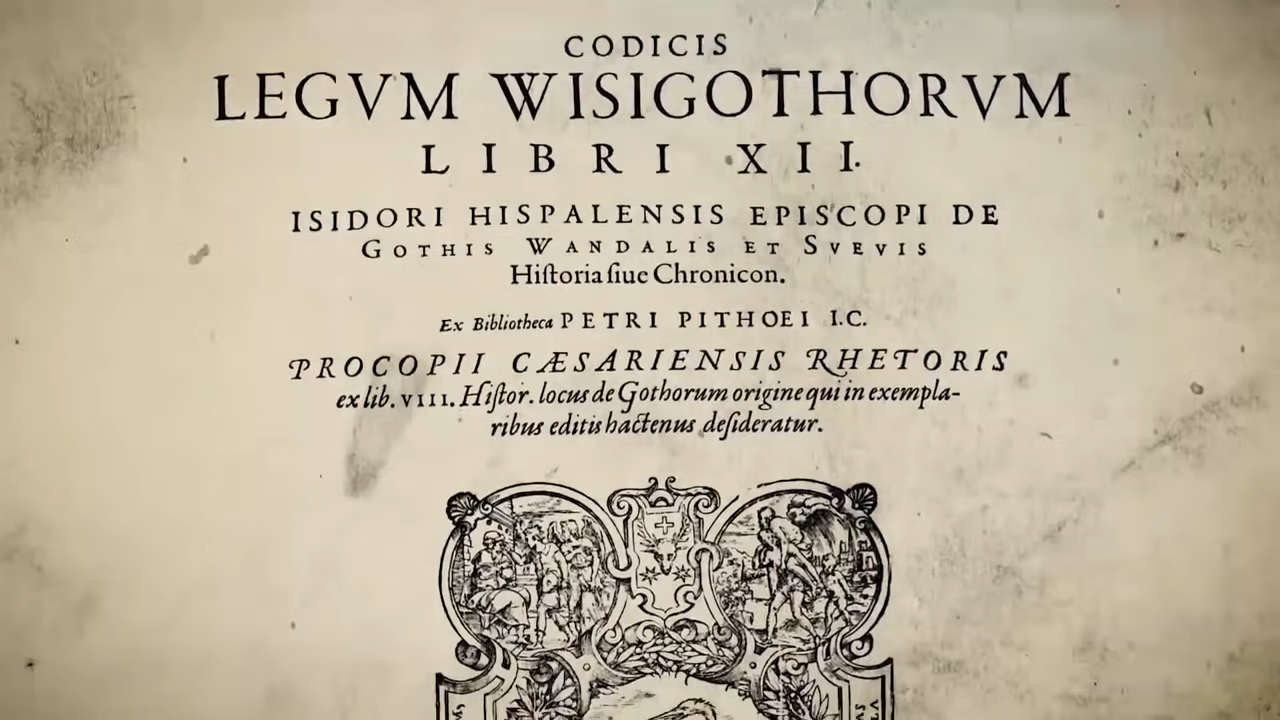 CODICIS
LEGVM WISIGOTHORVM
LIBRI XII.
ISIDORI HISPALENSIS EPISCOPI DE
GOTHIS WANDALIS ET SVEVIS
Hiſtoria ſiue Chronicon.
Ex Bibliotheca PETRI PITHOEI I.C.
PROCOPII CÆSARIENSIS RHETORIS
ex lib. VIII. Hiſtor. locus de Gothorum origine qui in exempla-
ribus editis hactenus deſideratur.